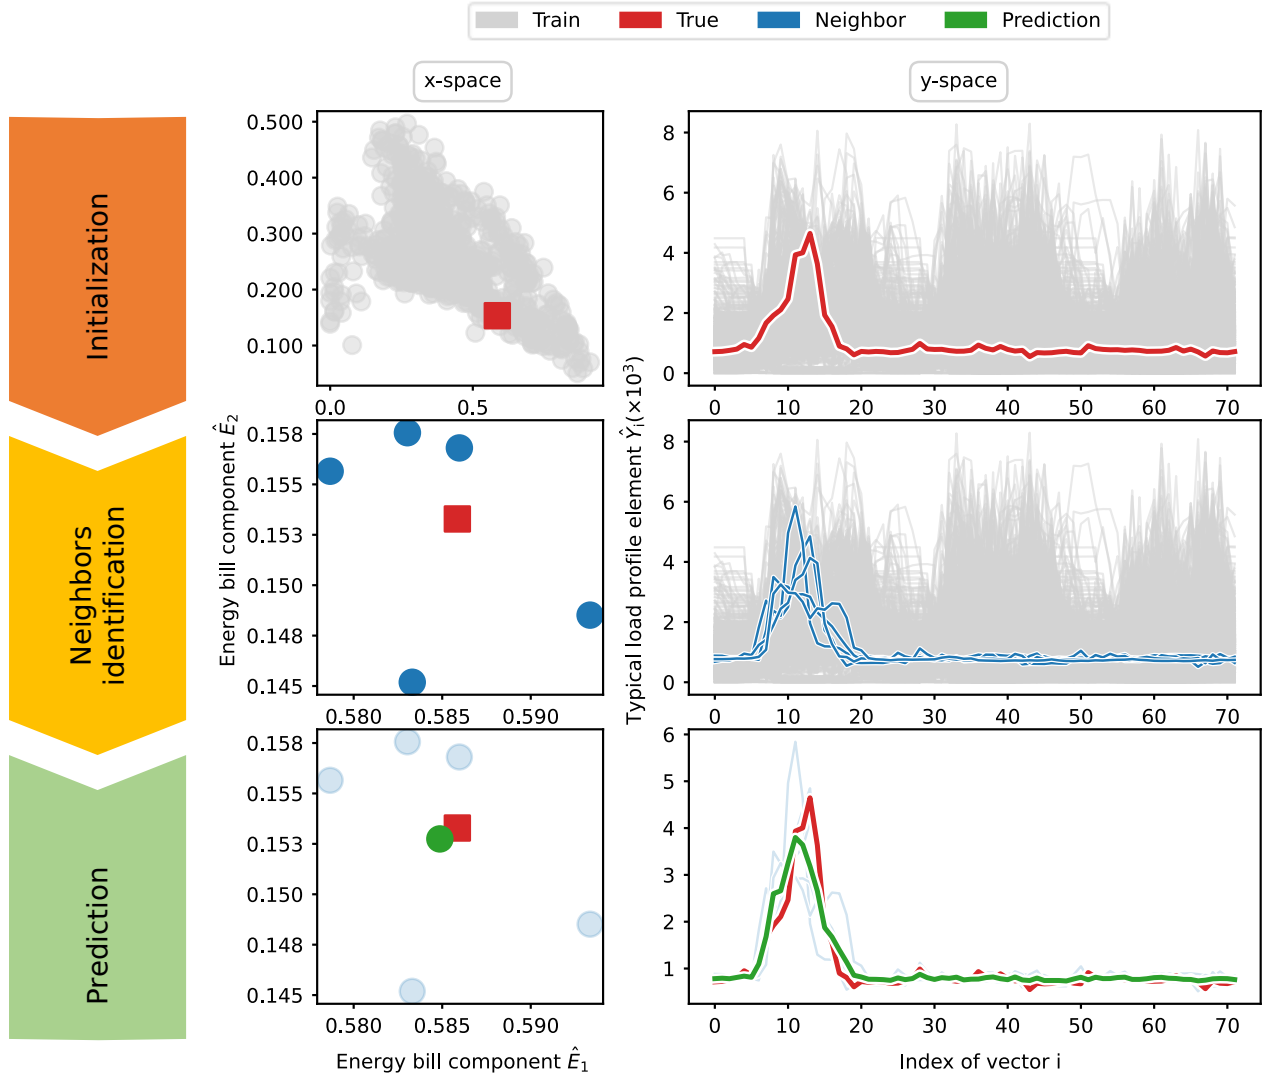 Train True Neighbor Prediction
x-space y-space
Initialization
0.500
0.400
0.300
0.200
0.100
0.0 0.5
8
6
4
2
0
0 10 20 30 40 50 60 70
Neighbors
identification
Energy bill component Ê₂
0.158
0.155
0.153
0.150
0.148
0.145
0.580 0.585 0.590
Typical load profile element Ŷᵢ(×10³)
8
6
4
2
0
0 10 20 30 40 50 60 70
Prediction
0.158
0.155
0.153
0.150
0.148
0.145
0.580 0.585 0.590
Energy bill component Ê₁
6
5
4
3
2
1
0 10 20 30 40 50 60 70
Index of vector i